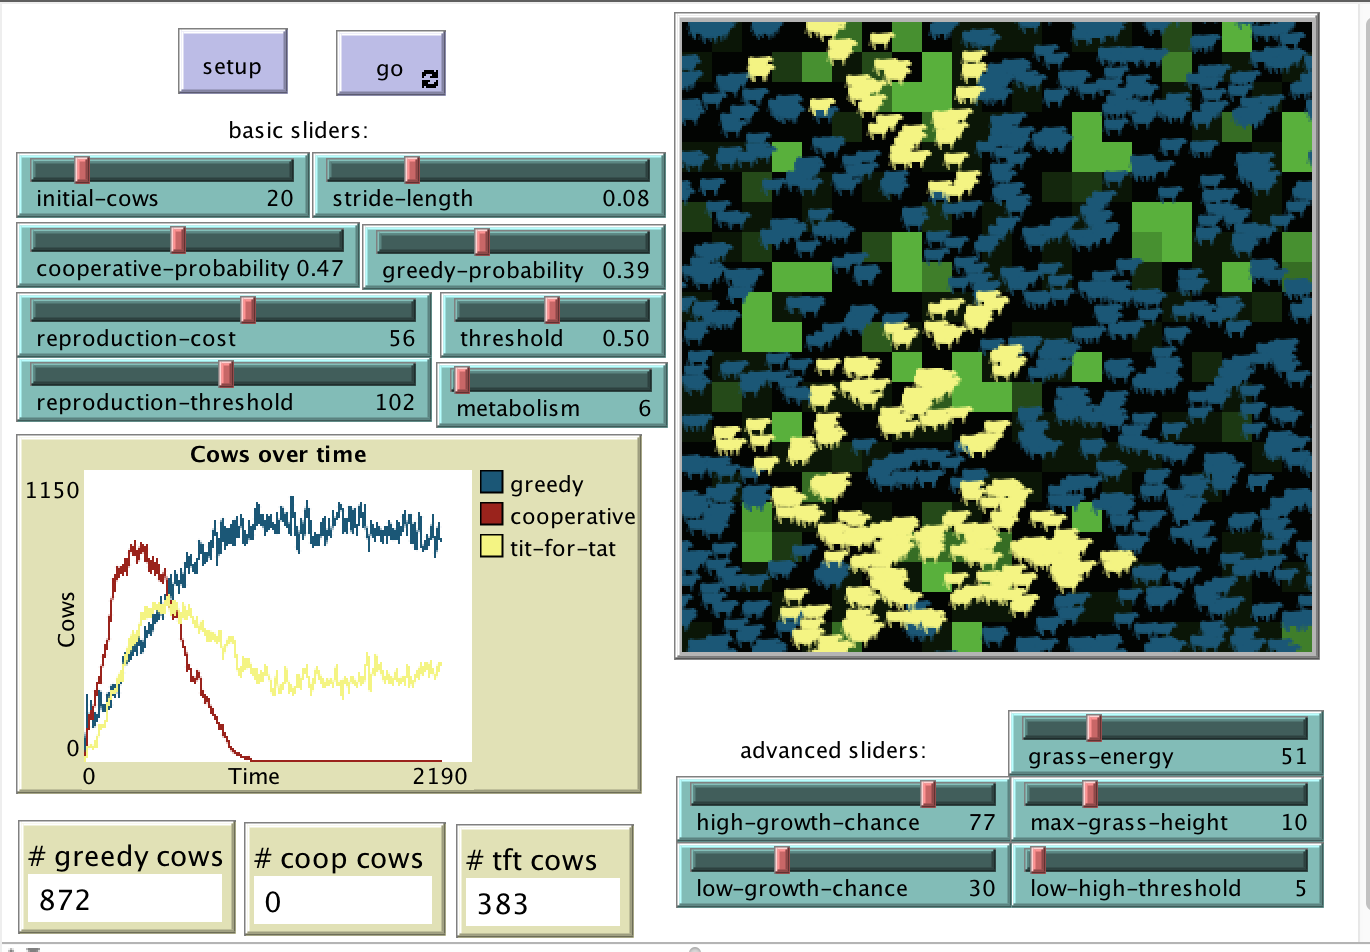 setup
go
basic sliders:
initial-cows 20
stride-length 0.08
cooperative-probability 0.47
greedy-probability 0.39
reproduction-cost 56
threshold 0.50
reproduction-threshold 102
metabolism 6
Cows over time
1150
Cows
0
0 Time 2190
greedy
cooperative
tit-for-tat
# greedy cows
872
# coop cows
0
# tft cows
383
advanced sliders:
grass-energy 51
high-growth-chance 77
max-grass-height 10
low-growth-chance 30
low-high-threshold 5